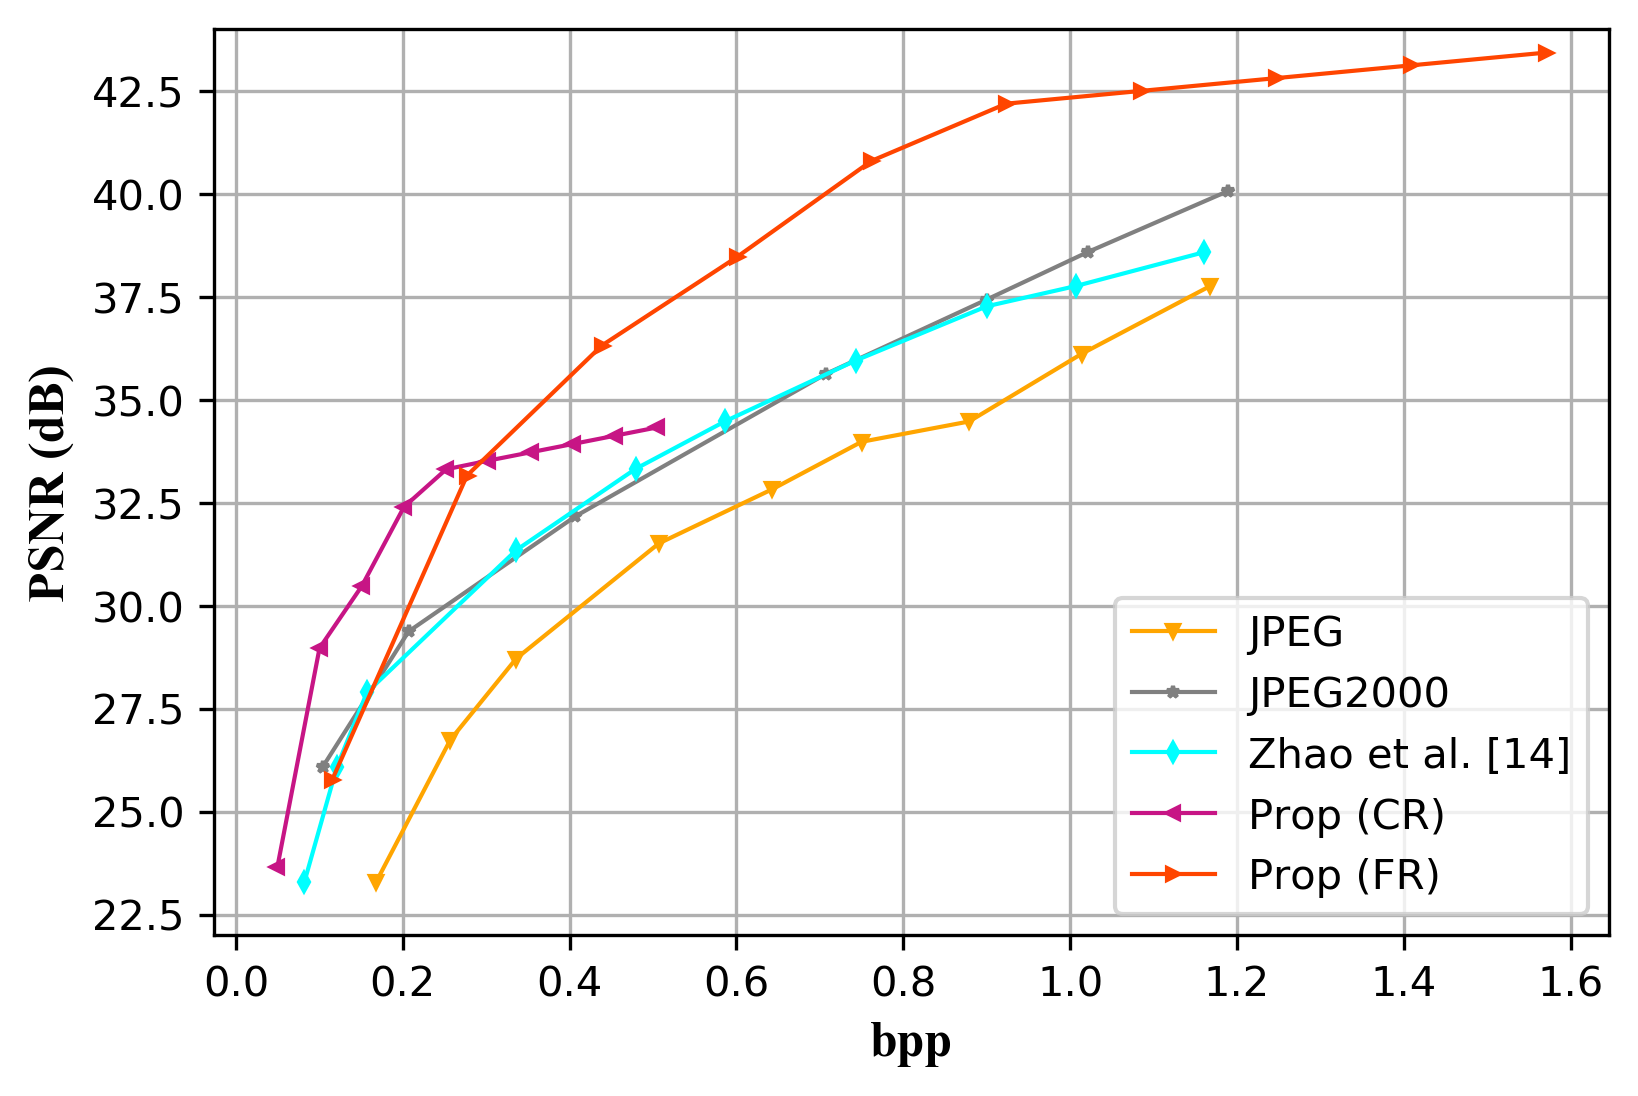 42.5
40.0
37.5
35.0
32.5
30.0
27.5
25.0
22.5
PSNR (dB)
0.0 0.2 0.4 0.6 0.8 1.0 1.2 1.4 1.6
bpp
JPEG
JPEG2000
Zhao et al. [14]
Prop (CR)
Prop (FR)